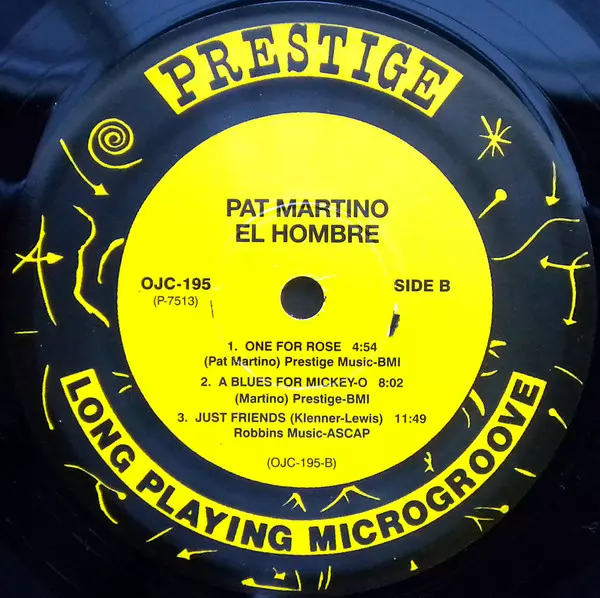 PRESTIGE
PAT MARTINO
EL HOMBRE
OJC-195
(P-7513)
SIDE B
1. ONE FOR ROSE 4:54
(Pat Martino) Prestige Music-BMI
2. A BLUES FOR MICKEY-O 8:02
(Martino) Prestige-BMI
3. JUST FRIENDS (Klenner-Lewis) 11:49
Robbins Music-ASCAP
(OJC-195-B)
LONG PLAYING MICROGROOVE